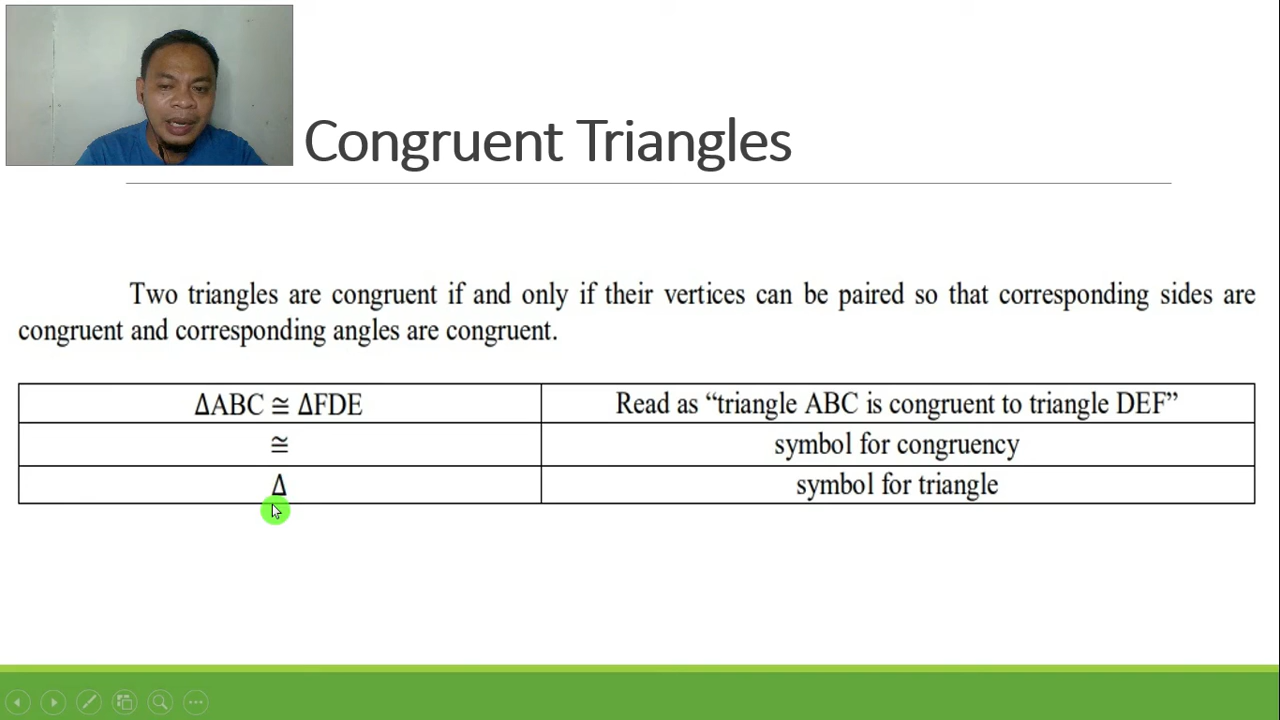 Congruent Triangles
Two triangles are congruent if and only if their vertices can be paired so that corresponding sides are
congruent and corresponding angles are congruent.
ΔABC ≅ ΔFDE Read as “triangle ABC is congruent to triangle DEF”
≅ symbol for congruency
Δ symbol for triangle